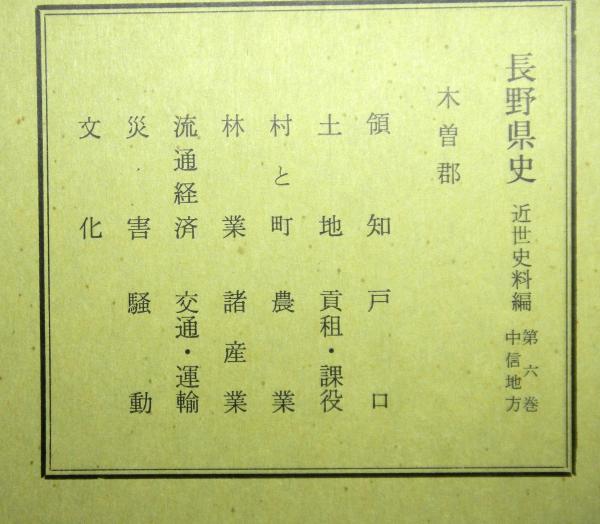 長野県史 近世史料編 第六巻
中信地方
木曽郡
領知 戸口
土地 貢租・課役
村と町 農業
林業 諸産業
流通経済 交通・運輸
災害 騒動
文化